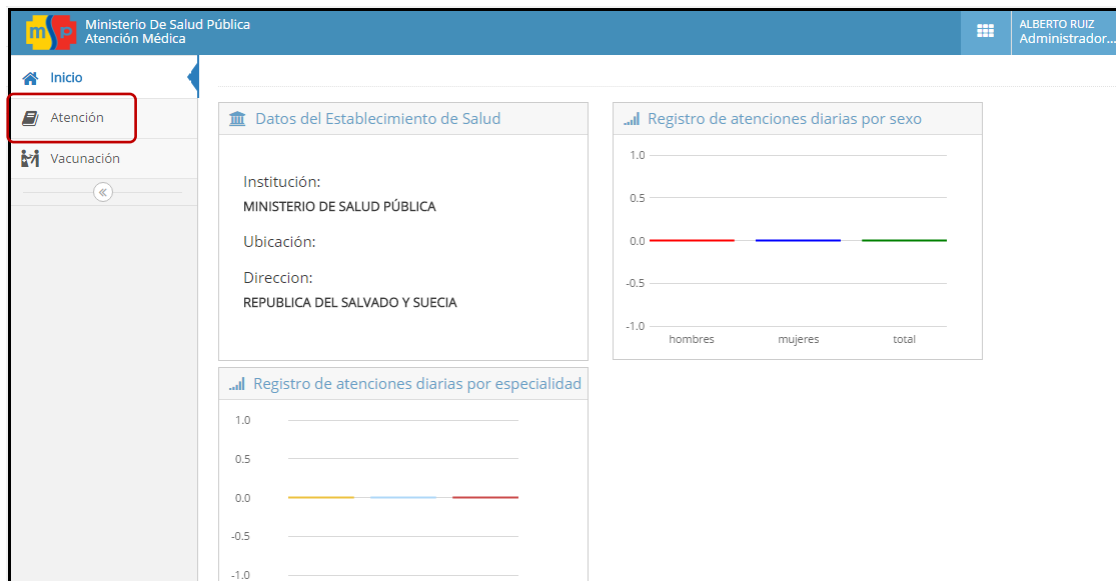 msp
Ministerio De Salud Pública
Atención Médica
ALBERTO RUIZ
Administrador...
Inicio
Atención
Vacunación
Datos del Establecimiento de Salud
Institución:
MINISTERIO DE SALUD PÚBLICA
Ubicación:
Direccion:
REPUBLICA DEL SALVADO Y SUECIA
Registro de atenciones diarias por sexo
1.0
0.5
0.0
-0.5
-1.0
hombres mujeres total
Registro de atenciones diarias por especialidad
1.0
0.5
0.0
-0.5
-1.0